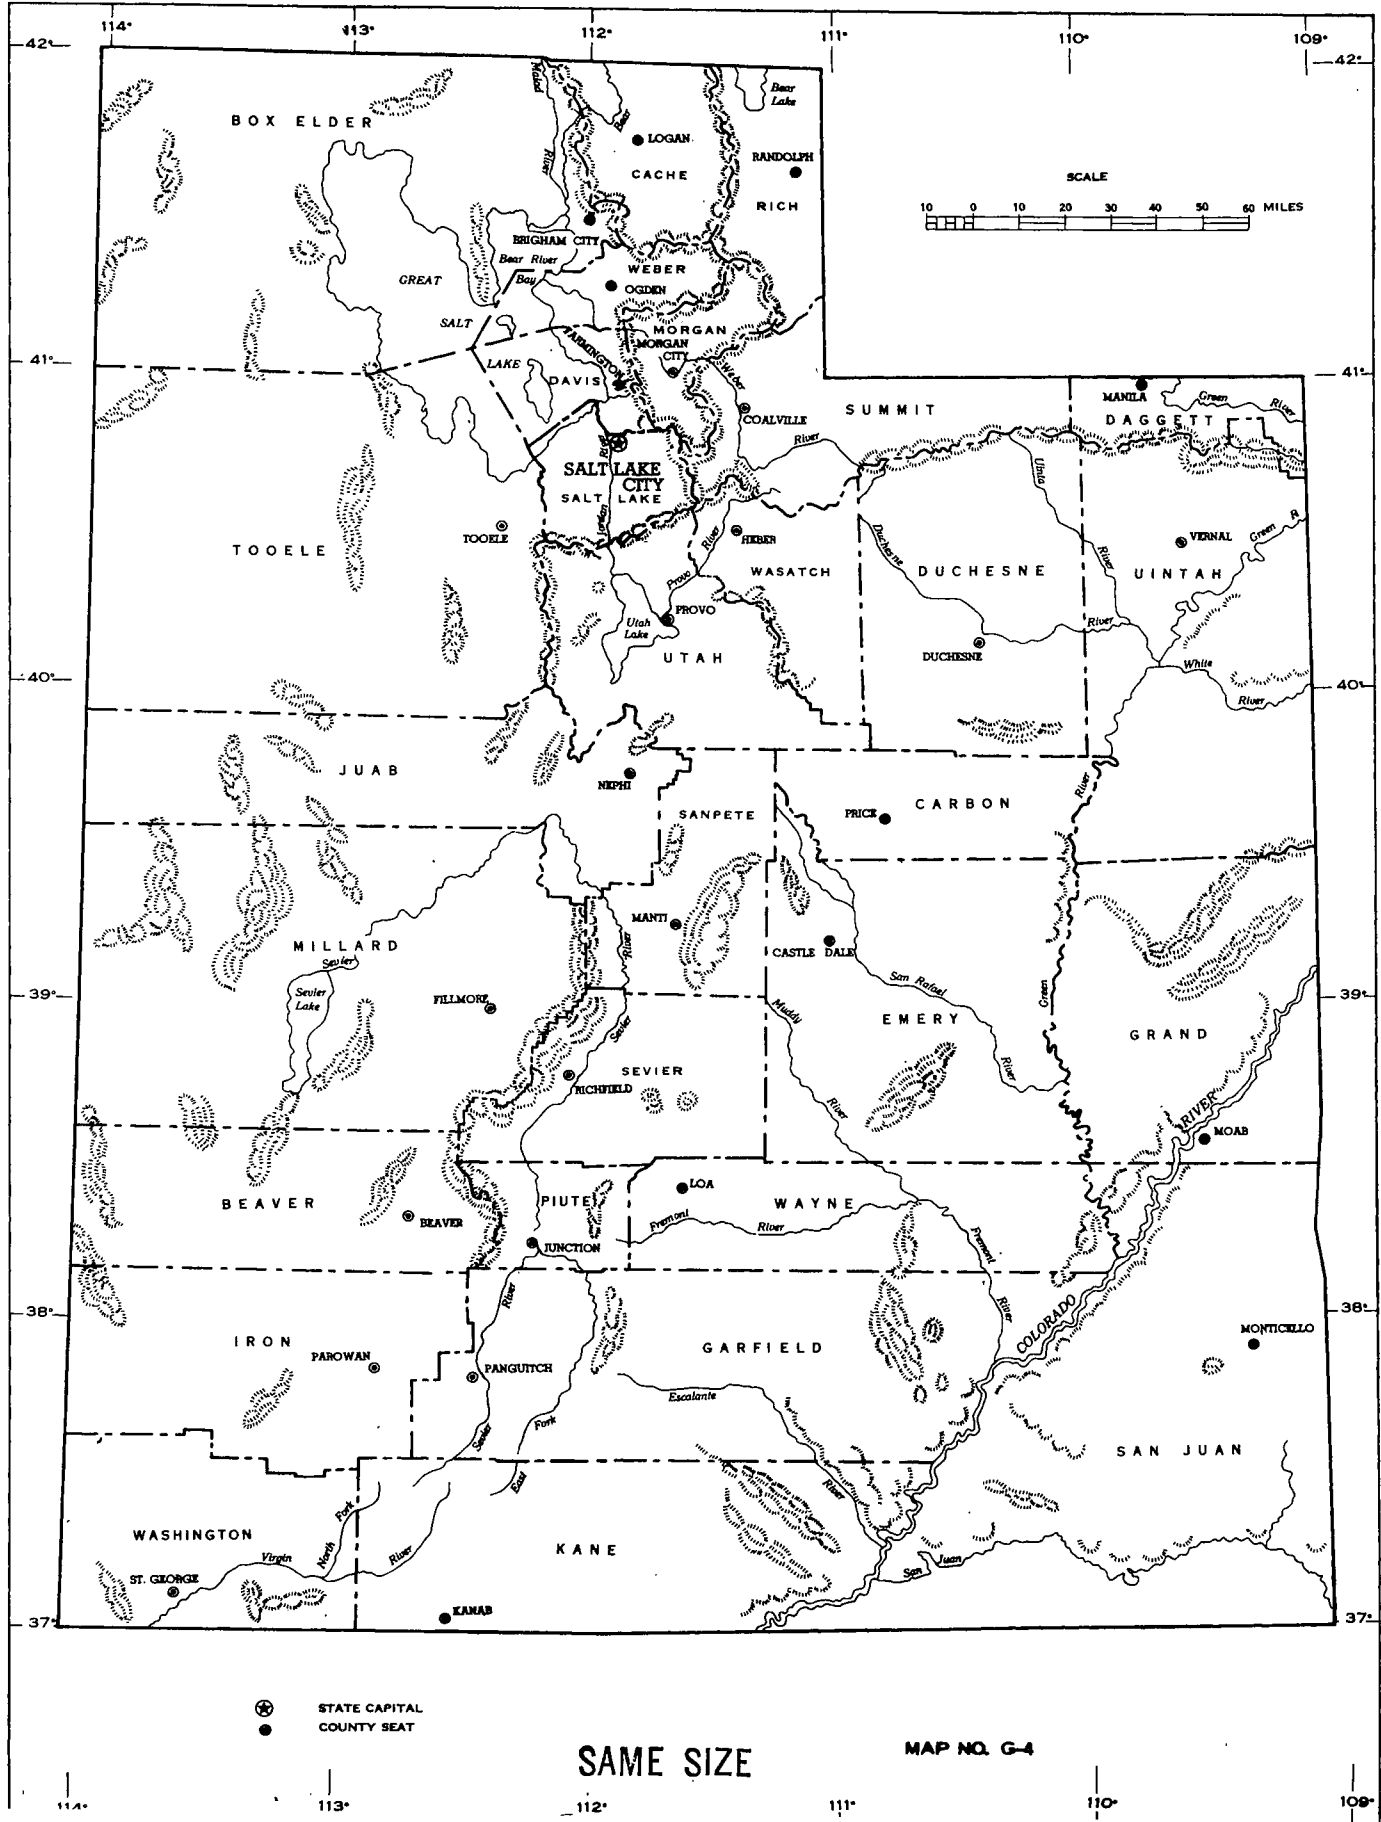 114°
113°
112°
111°
110°
109°
42°
42°
Malad
Bear
Bear
Lake
BOX ELDER
LOGAN
River
RANDOLPH
CACHE
SCALE
RICH
10 0 10 20 30 40 50 60 MILES
BRIGHAM CITY
Bear River
Bay
WEBER
GREAT
OGDEN
SALT
MORGAN
MORGAN
CITY
FARMINGTON
41°
LAKE
Weber
41°
DAVIS
MANILA
Green
River
COALVILLE
SUMMIT
DAGGETT
River
River
SALT LAKE
CITY
Uinta
SALT LAKE
Jordan
TOOELE
Green R
TOOELE
HEBER
Duchesne
VERNAL
River
River
WASATCH
DUCHESNE
UINTAH
Provo
PROVO
Utah
Lake
River
UTAH
DUCHESNE
White
40°
40°
River
JUAB
NEPHI
River
SANPETE
PRICE
CARBON
MANTI
MILLARD
River
CASTLE DALE
Sevier
San Rafael
Sevier
Lake
Green
39°
FILLMORE
39°
Muddy
EMERY
GRAND
Sevier
SEVIER
RICHFIELD
River
River
RIVER
MOAB
LOA
BEAVER
PIUTE
WAYNE
BEAVER
Fremont
River
Fremont
JUNCTION
River
River
38°
COLORADO
38°
IRON
GARFIELD
MONTICELLO
PAROWAN
PANGUITCH
Escalante
Sevier
Fork
SAN JUAN
East
River
Fork
WASHINGTON
KANE
Virgin
North
River
San
Juan
ST. GEORGE
KANAB
37°
37°
STATE CAPITAL
COUNTY SEAT
SAME SIZE
MAP NO. G-4
114°
113°
112°
111°
110°
109°